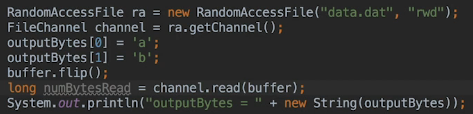 RandomAccessFile ra = new RandomAccessFile("data.dat", "rwd");
FileChannel channel = ra.getChannel();
outputBytes[0] = 'a';
outputBytes[1] = 'b';
buffer.flip();
long numBytesRead = channel.read(buffer);
System.out.println("outputBytes = " + new String(outputBytes));